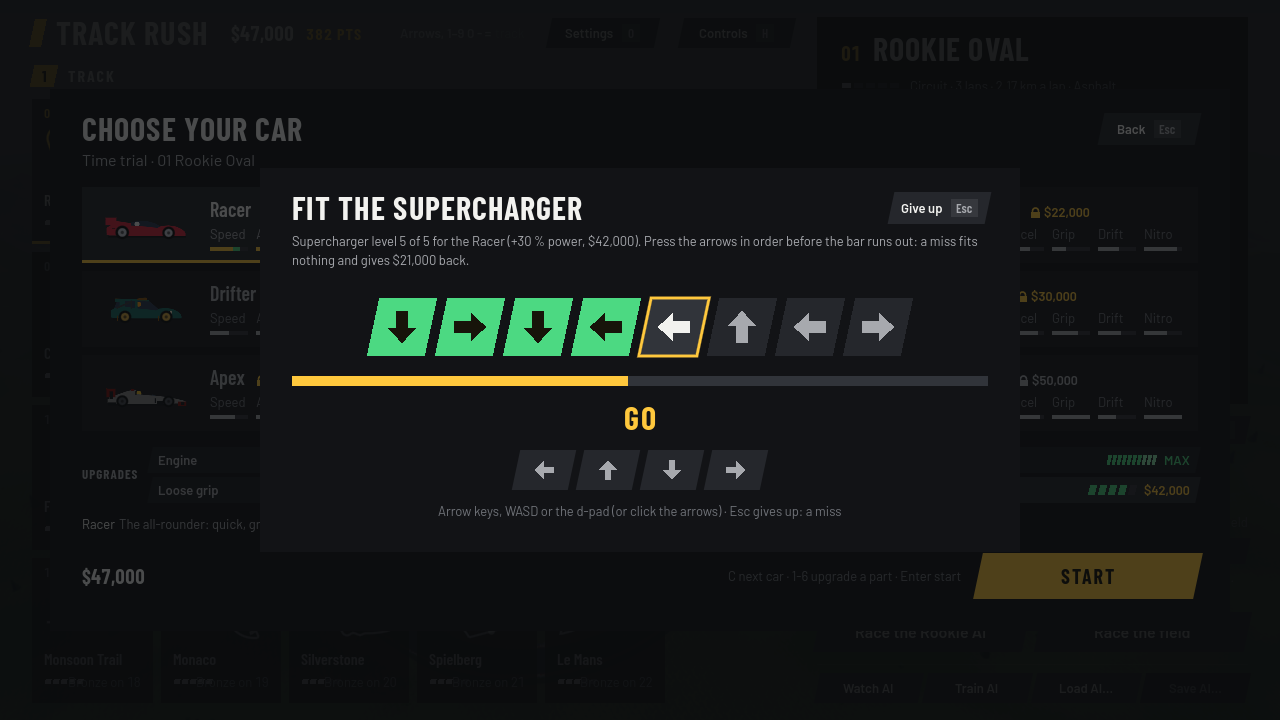 TRACK RUSH $47,000 382 PTS
Settings
Controls H
1 TRACK
01 ROOKIE OVAL
CHOOSE YOUR CAR
Time trial · 01 Rookie Oval
Back Esc
Racer
Speed
$22,000
Grip Drift Nitro
Drifter
Speed
$30,000
Grip Drift Nitro
Apex
Speed
$50,000
Grip Drift Nitro
FIT THE SUPERCHARGER
Give up Esc
Supercharger level 5 of 5 for the Racer (+30 % power, $42,000). Press the arrows in order before the bar runs out: a miss fits
nothing and gives $21,000 back.
GO
Arrow keys, WASD or the d-pad (or click the arrows) · Esc gives up: a miss
UPGRADES
Engine
MAX
Loose grip
$42,000
Racer The all-rounder: quick,
$47,000
C next car · 1-6 upgrade a part · Enter start
START
Race the Rookie AI
Race the field
Monsoon Trail
Monaco
Silverstone
Spielberg
Le Mans
Watch AI
Train AI
Load AI...
Save AI...